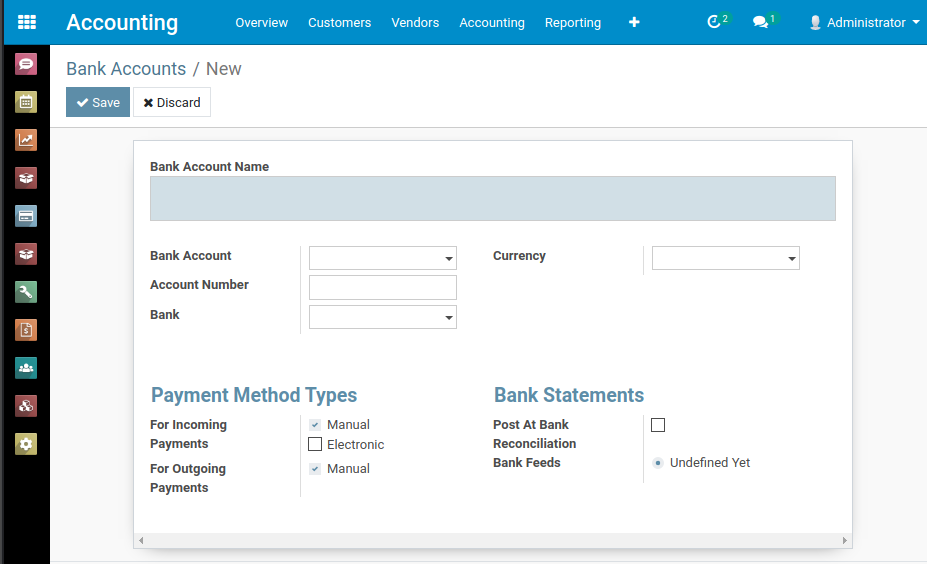 Accounting Overview Customers Vendors Accounting Reporting + 2 1 Administrator
Bank Accounts / New
Save Discard
Bank Account Name
Bank Account Currency
Account Number
Bank
Payment Method Types Bank Statements
For Incoming Manual Post At Bank
Payments Electronic Reconciliation
For Outgoing Manual Bank Feeds Undefined Yet
Payments